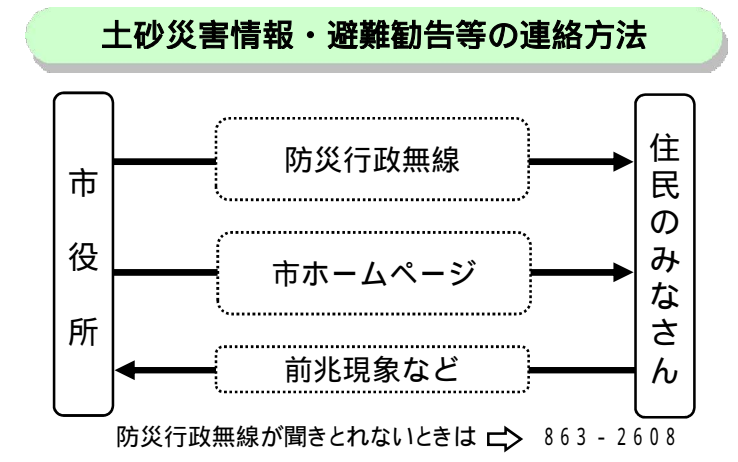 土砂災害情報・避難勧告等の連絡方法
市役所
防災行政無線
市ホームページ
前兆現象など
住民のみなさん
防災行政無線が聞きとれないときは ⇨ 863-2608